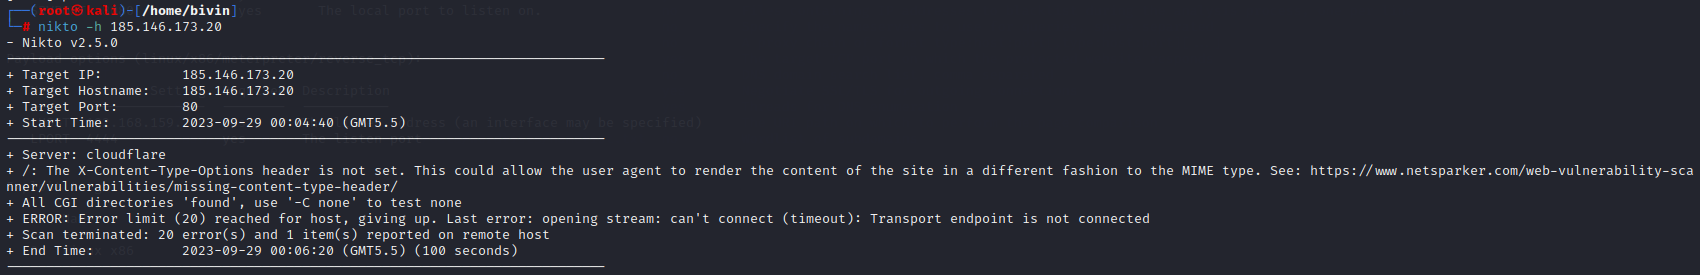 ┌──(root㉿kali)-[/home/bivin]
└─# nikto -h 185.146.173.20
- Nikto v2.5.0
---------------------------------------------------------------------------
+ Target IP:          185.146.173.20
+ Target Hostname:    185.146.173.20
+ Target Port:        80
+ Start Time:         2023-09-29 00:04:40 (GMT5.5)
---------------------------------------------------------------------------
+ Server: cloudflare
+ /: The X-Content-Type-Options header is not set. This could allow the user agent to render the content of the site in a different fashion to the MIME type. See: https://www.netsparker.com/web-vulnerability-sca
nner/vulnerabilities/missing-content-type-header/
+ All CGI directories 'found', use '-C none' to test none
+ ERROR: Error limit (20) reached for host, giving up. Last error: opening stream: can't connect (timeout): Transport endpoint is not connected
+ Scan terminated: 20 error(s) and 1 item(s) reported on remote host
+ End Time:           2023-09-29 00:06:20 (GMT5.5) (100 seconds)
---------------------------------------------------------------------------